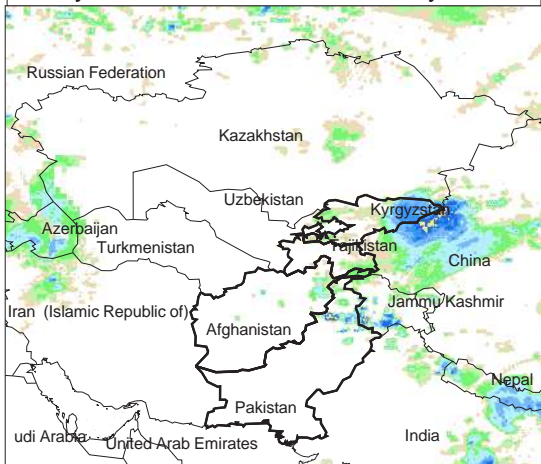 Russian Federation
Kazakhstan
Uzbekistan
Kyrgyzstan
Azerbaijan
Turkmenistan
Tajikistan
China
Iran (Islamic Republic of)
Jammu/Kashmir
Afghanistan
Nepal
Pakistan
udi Arabia
United Arab Emirates
India